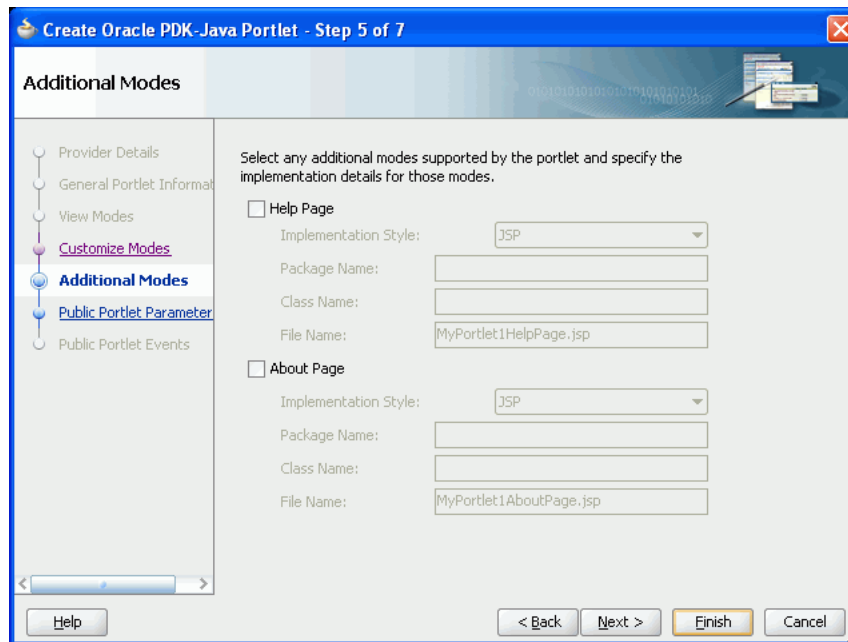 Create Oracle PDK-Java Portlet - Step 5 of 7
Additional Modes
010101010101010101010101
01010101010
Provider Details
General Portlet Informat
View Modes
Customize Modes
Additional Modes
Public Portlet Parameter
Public Portlet Events
Select any additional modes supported by the portlet and specify the
implementation details for those modes.
Help Page
Implementation Style: JSP
Package Name:
Class Name:
File Name: MyPortlet1HelpPage.jsp
About Page
Implementation Style: JSP
Package Name:
Class Name:
File Name: MyPortlet1AboutPage.jsp
Help < Back Next > Finish Cancel